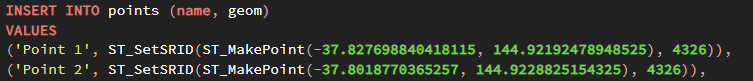 INSERT INTO points (name, geom)
VALUES
('Point 1', ST_SetSRID(ST_MakePoint(-37.827698840418115, 144.92192478948525), 4326)),
('Point 2', ST_SetSRID(ST_MakePoint(-37.8018770365257, 144.9228825154325), 4326)),